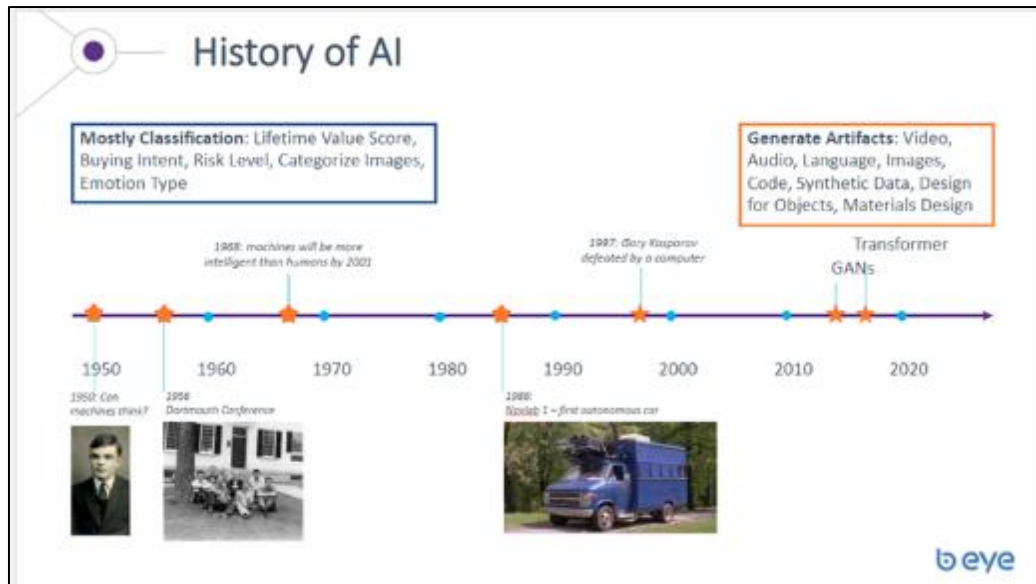 History of AI
Mostly Classification: Lifetime Value Score,
Buying Intent, Risk Level, Categorize Images,
Emotion Type
Generate Artifacts: Video,
Audio, Language, Images,
Code, Synthetic Data, Design
for Objects, Materials Design
1968: machines will be more
intelligent than humans by 2001
1997: Gary Kasparov
defeated by a computer
Transformer
GANs
1950
1960
1970
1980
1990
2000
2010
2020
1950: Can
machines think?
1956
Dartmouth Conference
1986:
Navlab 1 – first autonomous car
b eye